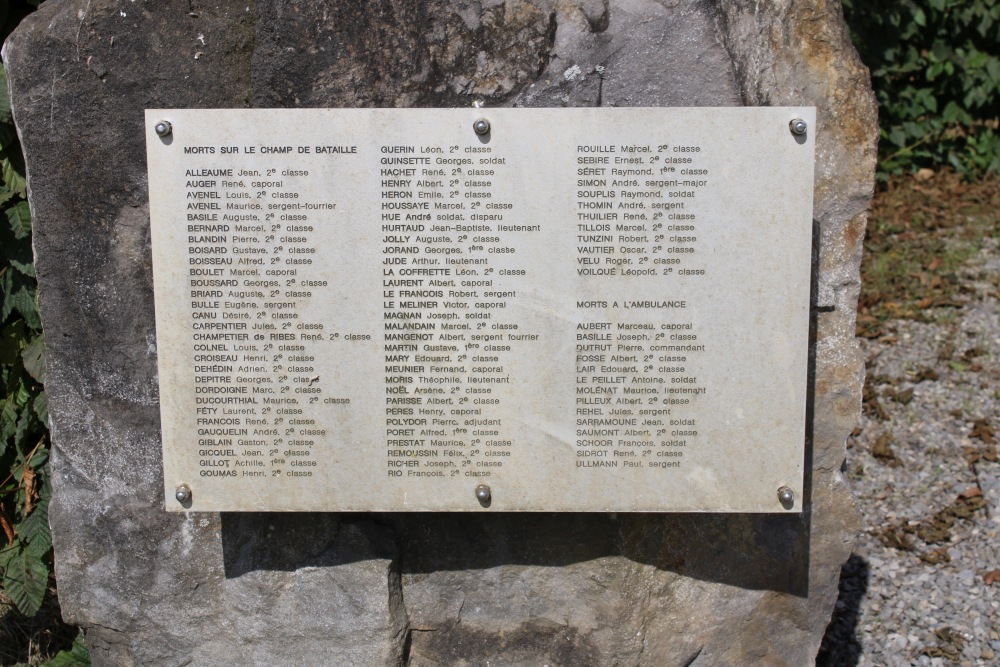 MORTS SUR LE CHAMP DE BATAILLE
ALLEAUME Jean, 2e classe
AUGER René, caporal
AVENEL Louis, 2e classe
AVENEL Maurice, sergent-fourrier
BASILE Auguste, 2e classe
BERNARD Marcel, 2e classe
BLANDIN Pierre, 2e classe
BOISARD Gustave, 2e classe
BOISSEAU Alfred, 2e classe
BOULET Marcel, caporal
BOUSSARD Georges, 2e classe
BRIARD Auguste, 2e classe
BULLE Eugène, sergent
CANU Désiré, 2e classe
CARPENTIER Jules, 2e classe
CHAMPETIER de RIBES René, 2e classe
COLNEL Louis, 2e classe
CROISEAU Henri, 2e classe
DEHÉDIN Adrien, 2e classe
DEPITRE Georges, 2e classe
DORDOIGNE Marc, 2e classe
DUCOURTHIAL Maurice, 2e classe
FÉTY Laurent, 2e classe
FRANCOIS René, 2e classe
GAUQUELIN André, 2e classe
GIBLAIN Gaston, 2e classe
GICQUEL Jean, 2e classe
GILLOT Achille, 1ère classe
GOUMAS Henri, 2e classe
GUERIN Léon, 2e classe
GUINSETTE Georges, soldat
HACHET René, 2e classe
HENRY Albert, 2e classe
HERON Emile, 2e classe
HOUSSAYE Marcel, 2e classe
HUE André soldat, disparu
HURTAUD Jean-Baptiste, lieutenant
JOLLY Auguste, 2e classe
JORAND Georges, 1ère classe
JUDE Arthur, lieutenant
LA COFFRETTE Léon, 2e classe
LAURENT Albert, caporal
LE FRANCOIS Robert, sergent
LE MELINER Victor, caporal
MAGNAN Joseph, soldat
MALANDAIN Marcel, 2e classe
MANGENOT Albert, sergent fourrier
MARTIN Gustave, 1ère classe
MARY Edouard, 2e classe
MEUNIER Fernand, caporal
MORIS Théophile, lieutenant
NOËL Arsène, 2e classe
PARISSE Albert, 2e classe
PERES Henry, caporal
POLYDOR Pierre, adjudant
PORET Alfred, 1ère classe
PRESTAT Maurice, 2e classe
REMOUSSIN Félix, 2e classe
RICHER Joseph, 2e classe
RIO Francois, 2e classe
ROUILLE Marcel, 2e classe
SEBIRE Ernest, 2e classe
SÉRET Raymond, 1ère classe
SIMON André, sergent-major
SOUPLIS Raymond, soldat
THOMIN André, sergent
THUILIER René, 2e classe
TILLOIS Marcel, 2e classe
TUNZINI Robert, 2e classe
VAUTIER Oscar, 2e classe
VELU Roger, 2e classe
VOILQUÉ Léopold, 2e classe
MORTS A L'AMBULANCE
AUBERT Marceau, caporal
BASILLE Joseph, 2e classe
DUTRUT Pierre, commandant
FOSSE Albert, 2e classe
LAIR Edouard, 2e classe
LE PEILLET Antoine, soldat
MOLÉNAT Maurice, lieutenant
PILLEUX Albert, 2e classe
REHEL Jules, sergent
SARRAMOUNE Jean, soldat
SAUMONT Albert, 2e classe
SCHOOR François, soldat
SIDROT René, 2e classe
ULLMANN Paul, sergent